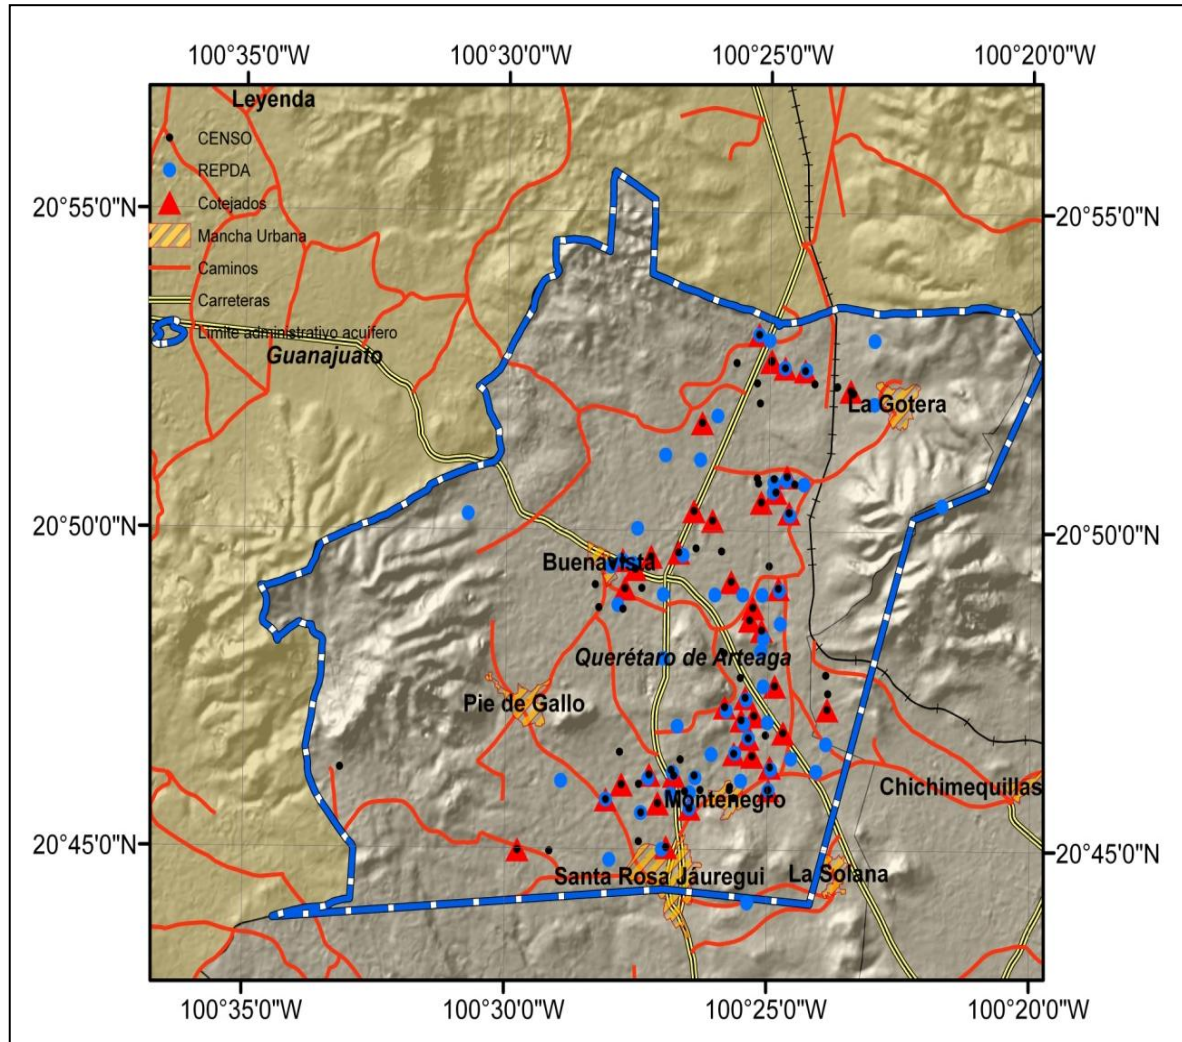 100°35'0"W 100°30'0"W 100°25'0"W 100°20'0"W
Leyenda
CENSO
REPDA
Cotejados
Mancha Urbana
Caminos
Carreteras
Limite administrativo acuifero
20°55'0"N 20°55'0"N
Guanajuato
La Gotera
20°50'0"N 20°50'0"N
Buenavista
Querétaro de Arteaga
Pie de Gallo
Chichimequillas
Montenegro
20°45'0"N 20°45'0"N
Santa Rosa Jáuregui La Solana
100°35'0"W 100°30'0"W 100°25'0"W 100°20'0"W